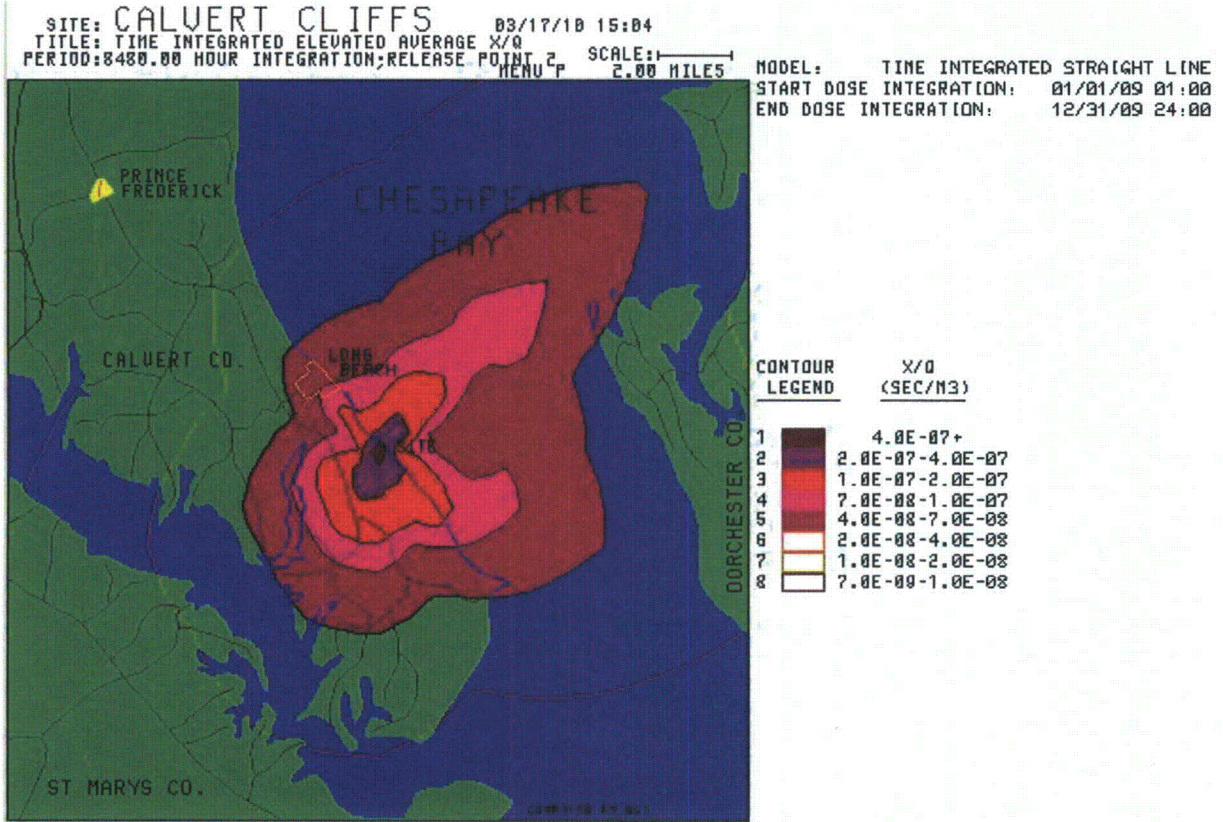 SITE: CALVERT CLIFFS 03/17/10 15:04
TITLE: TIME INTEGRATED ELEVATED AVERAGE X/Q
PERIOD:8480.00 HOUR INTEGRATION;RELEASE POINT 2
SCALE:
MENU P 2.00 MILES
MODEL: TIME INTEGRATED STRAIGHT LINE
START DOSE INTEGRATION: 01/01/09 01:00
END DOSE INTEGRATION: 12/31/09 24:00
PRINCE
FREDERICK
CHESAPEAKE
BAY
LONG
BEACH
CALVERT CO.
SITE
DORCHESTER CO
ST MARYS CO.
CONTOUR X/Q
LEGEND (SEC/M3)
1 4.0E-07+
2 2.0E-07-4.0E-07
3 1.0E-07-2.0E-07
4 7.0E-08-1.0E-07
5 4.0E-08-7.0E-08
6 2.0E-08-4.0E-08
7 1.0E-08-2.0E-08
8 7.0E-09-1.0E-08